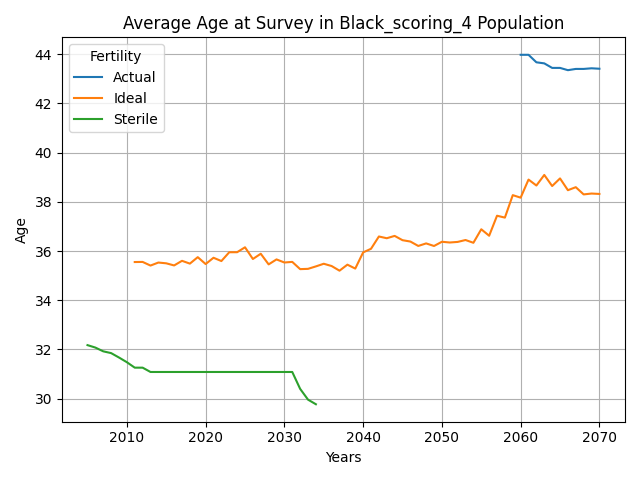 Average Age at Survey in Black_scoring_4 Population
Fertility
Actual
Ideal
Sterile
Age
44
42
40
38
36
34
32
30
2010 2020 2030 2040 2050 2060 2070
Years